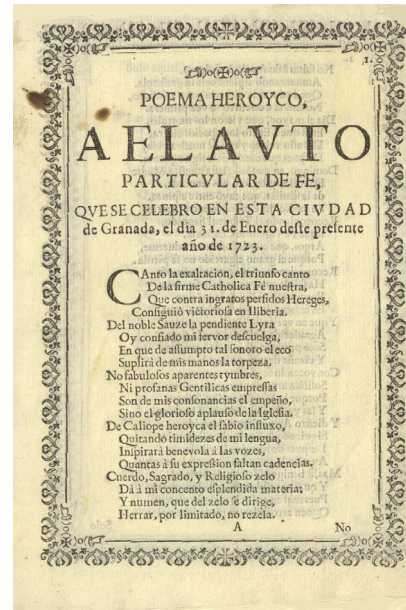 1.
POEMA HEROYCO,
A EL AVTO
PARTICVLAR DE FE,
QVE SE CELEBRO EN ESTA CIVDAD
de Granada, el dia 31. de Enero deſte preſente
año de 1723.
CAnto la exaltacion, el triunfo canto
De la firme Catholica Fè nueſtra,
Que contra ingratos perfidos Hereges,
Conſiguiò victorioſa en Iliberia.
Del noble Sauze la pendiente Lyra
Oy confiado mi fervor deſcuelga,
En que de aſſumpto tal ſonoro el eco
Suplirà de mis manos la torpeza.
No fabuloſos aparentes rumbres,
Ni profanas Gentilicas empreſſas
Son de mis conſonancias el empeño,
Sino el glorioſo aplauſo de la Igleſia.
De Caliope heroyca el ſabio influxo,
Quitando timidezes de mi lengua,
Inſpirarà benevola à las vozes,
Quantas à ſu expreſsion faltan cadencias.
Cuerdo, Sagrado, y Religioſo zelo
Dà à mi concento eſplendida materia;
Y numen, que del zelo ſe dirige,
Herrar, por limitado, no rezela.
A No